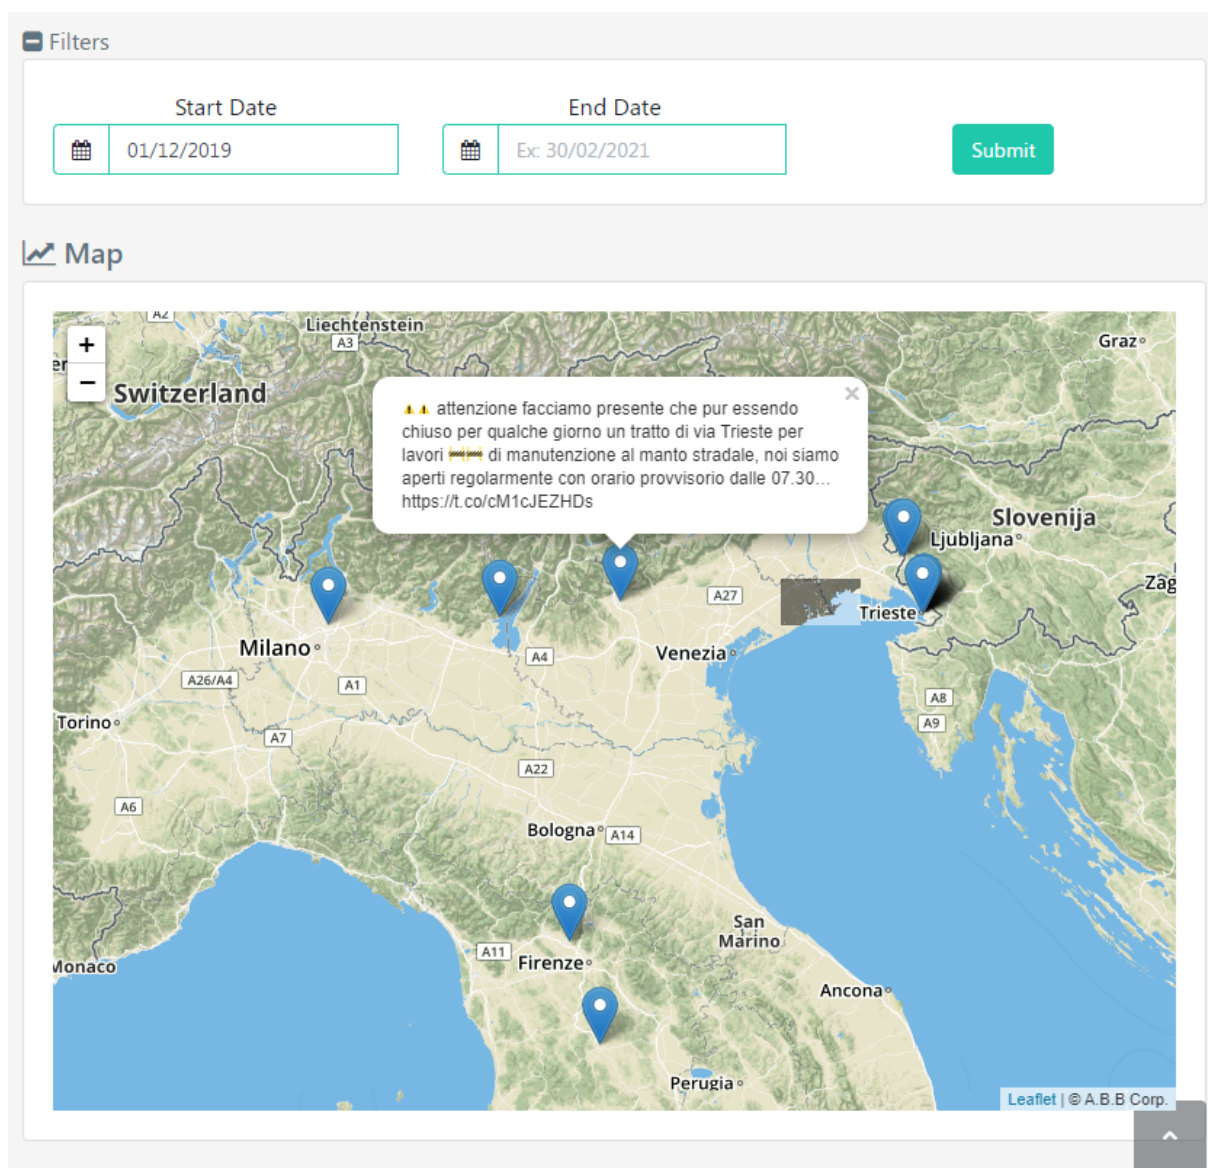 Filters
Start Date
End Date
01/12/2019
Ex: 30/02/2021
Submit
Map
+
−
A2
Liechtenstein
A3
Graz
Switzerland
×
⚠️⚠️ attenzione facciamo presente che pur essendo
chiuso per qualche giorno un tratto di via Trieste per
lavori 🚧🚧 di manutenzione al manto stradale, noi siamo
aperti regolarmente con orario provvisorio dalle 07.30…
https://t.co/cM1cJEZHDs
Slovenija
Ljubljana
Zag
A27
Trieste
Milano
A4
Venezia
A26/A4
A1
A8
Torino
A9
A7
A22
A6
Bologna
A14
San
Marino
A11
Firenze
Monaco
Ancona
Perugia
Leaflet | © A.B.B Corp.